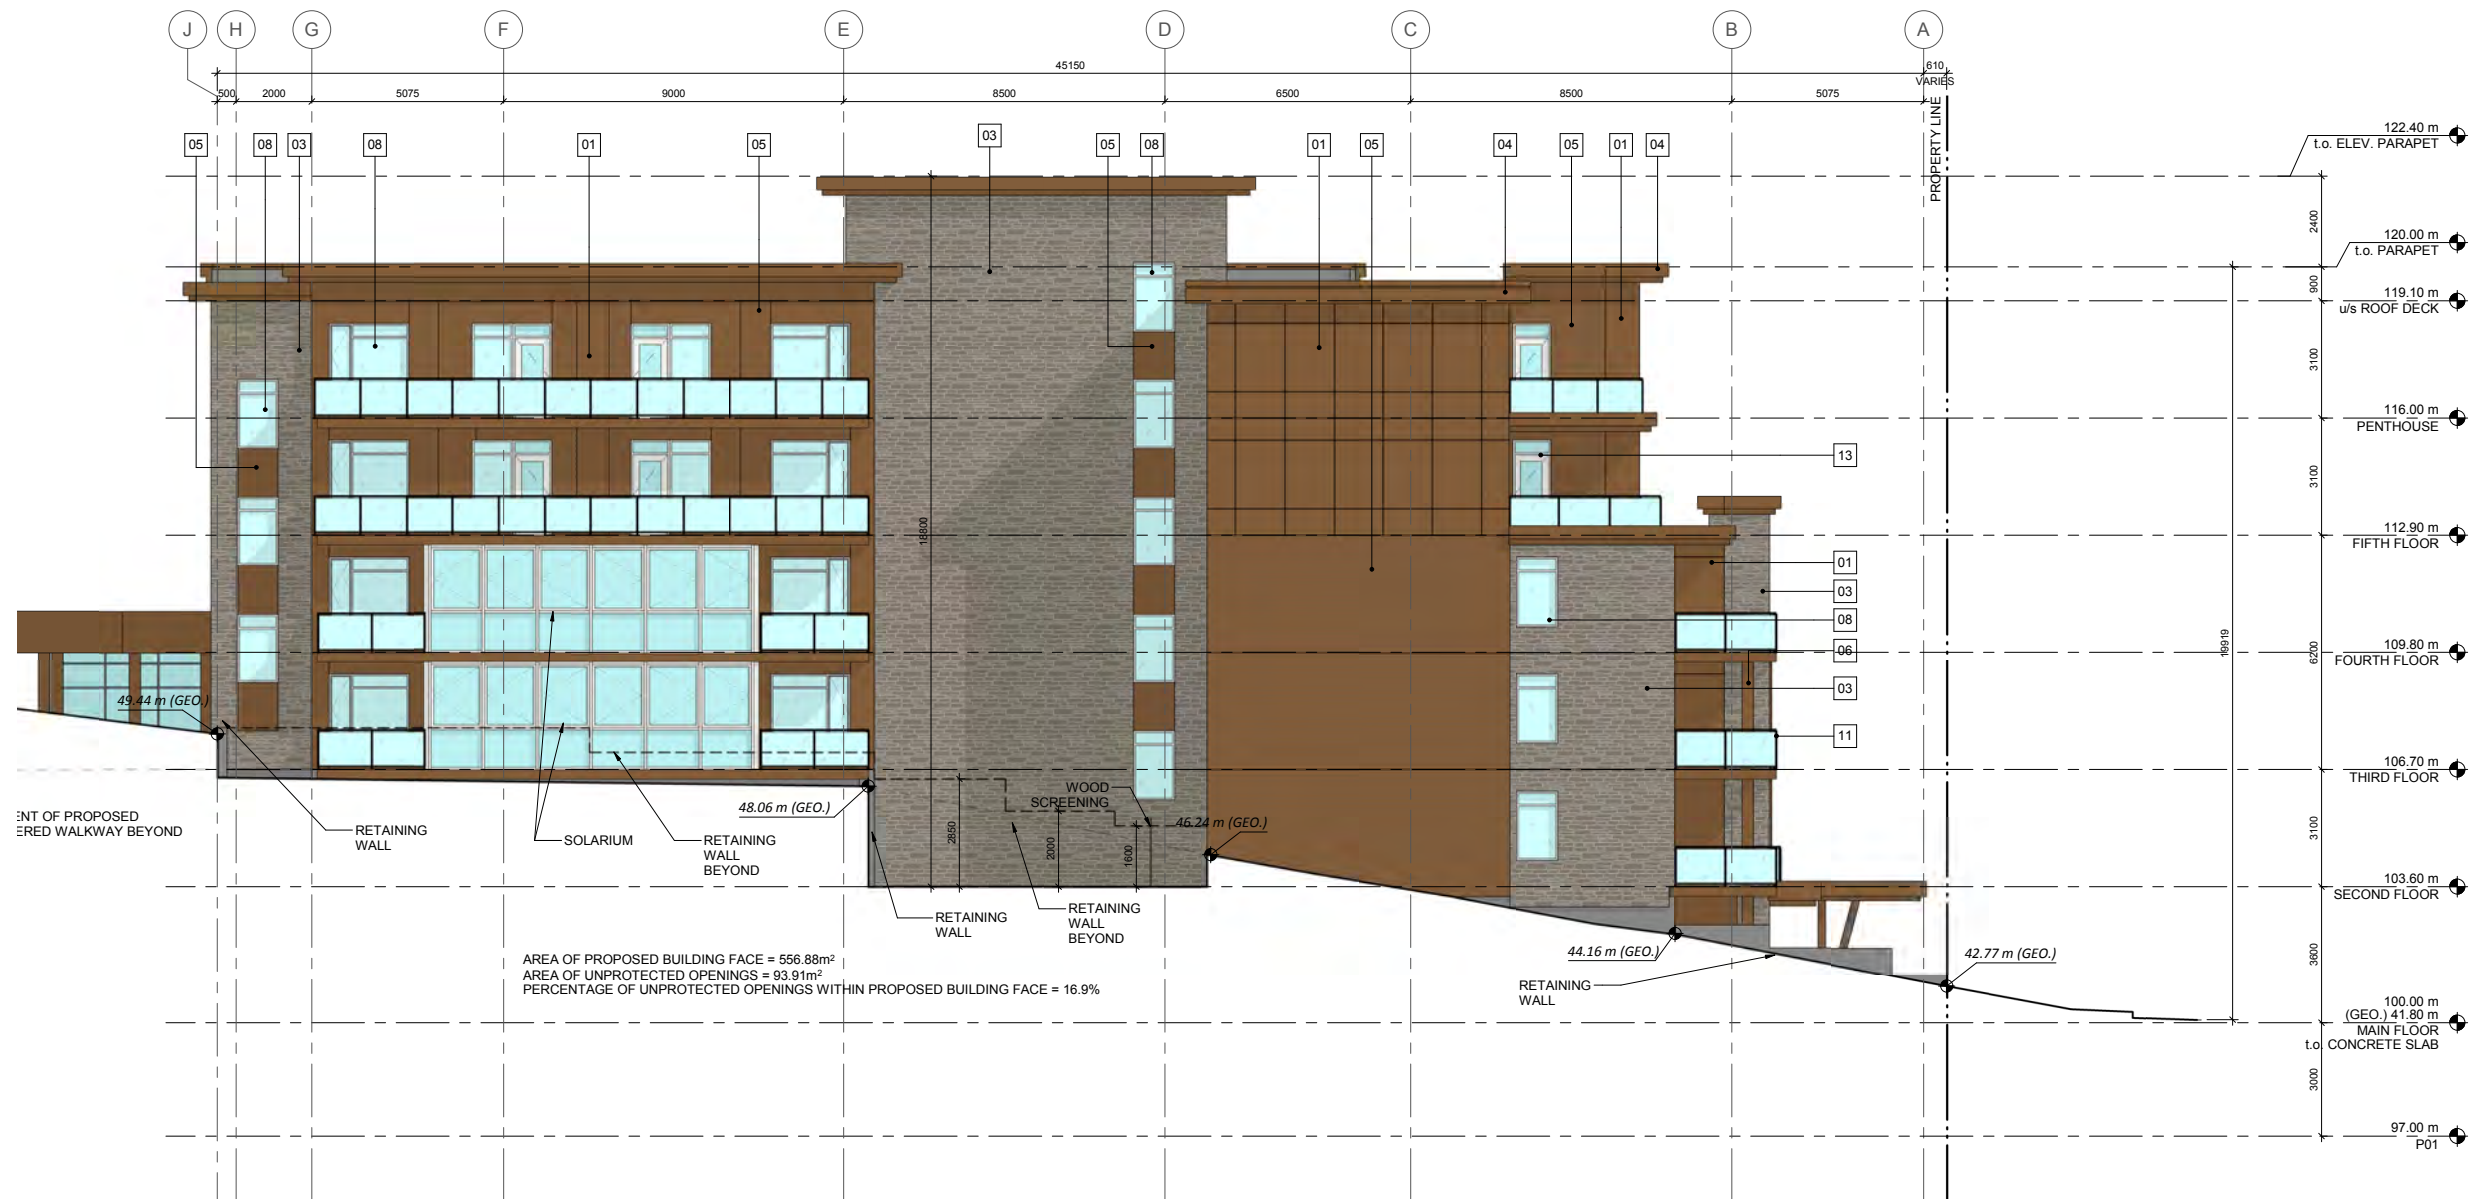 J H G F E D C B A
45150 610
VARIES
500 2000 5075 9000 8500 6500 8500 5075
PROPERTY LINE
05 08 03 08 01 05 03 05 08 01 05 04 05 01 04
122.40 m
t.o. ELEV. PARAPET
2400
120.00 m
t.o. PARAPET
900
119.10 m
u/s ROOF DECK
3100
116.00 m
PENTHOUSE
05
05
13
3100
18800
112.90 m
FIFTH FLOOR
01
03
08
19919
6200
109.80 m
FOURTH FLOOR
06
03
49.44 m (GEO.)
11
106.70 m
THIRD FLOOR
48.06 m (GEO.)
WOOD
SCREENING
46.24 m (GEO.)
ENT OF PROPOSED
ERED WALKWAY BEYOND
RETAINING
WALL
SOLARIUM
RETAINING
WALL
BEYOND
2850
2000
1600
3100
103.60 m
SECOND FLOOR
RETAINING
WALL
RETAINING
WALL
BEYOND
AREA OF PROPOSED BUILDING FACE = 556.88m²
AREA OF UNPROTECTED OPENINGS = 93.91m²
PERCENTAGE OF UNPROTECTED OPENINGS WITHIN PROPOSED BUILDING FACE = 16.9%
44.16 m (GEO.)
42.77 m (GEO.)
3600
RETAINING
WALL
100.00 m
(GEO.) 41.80 m
MAIN FLOOR
t.o. CONCRETE SLAB
3000
97.00 m
P01